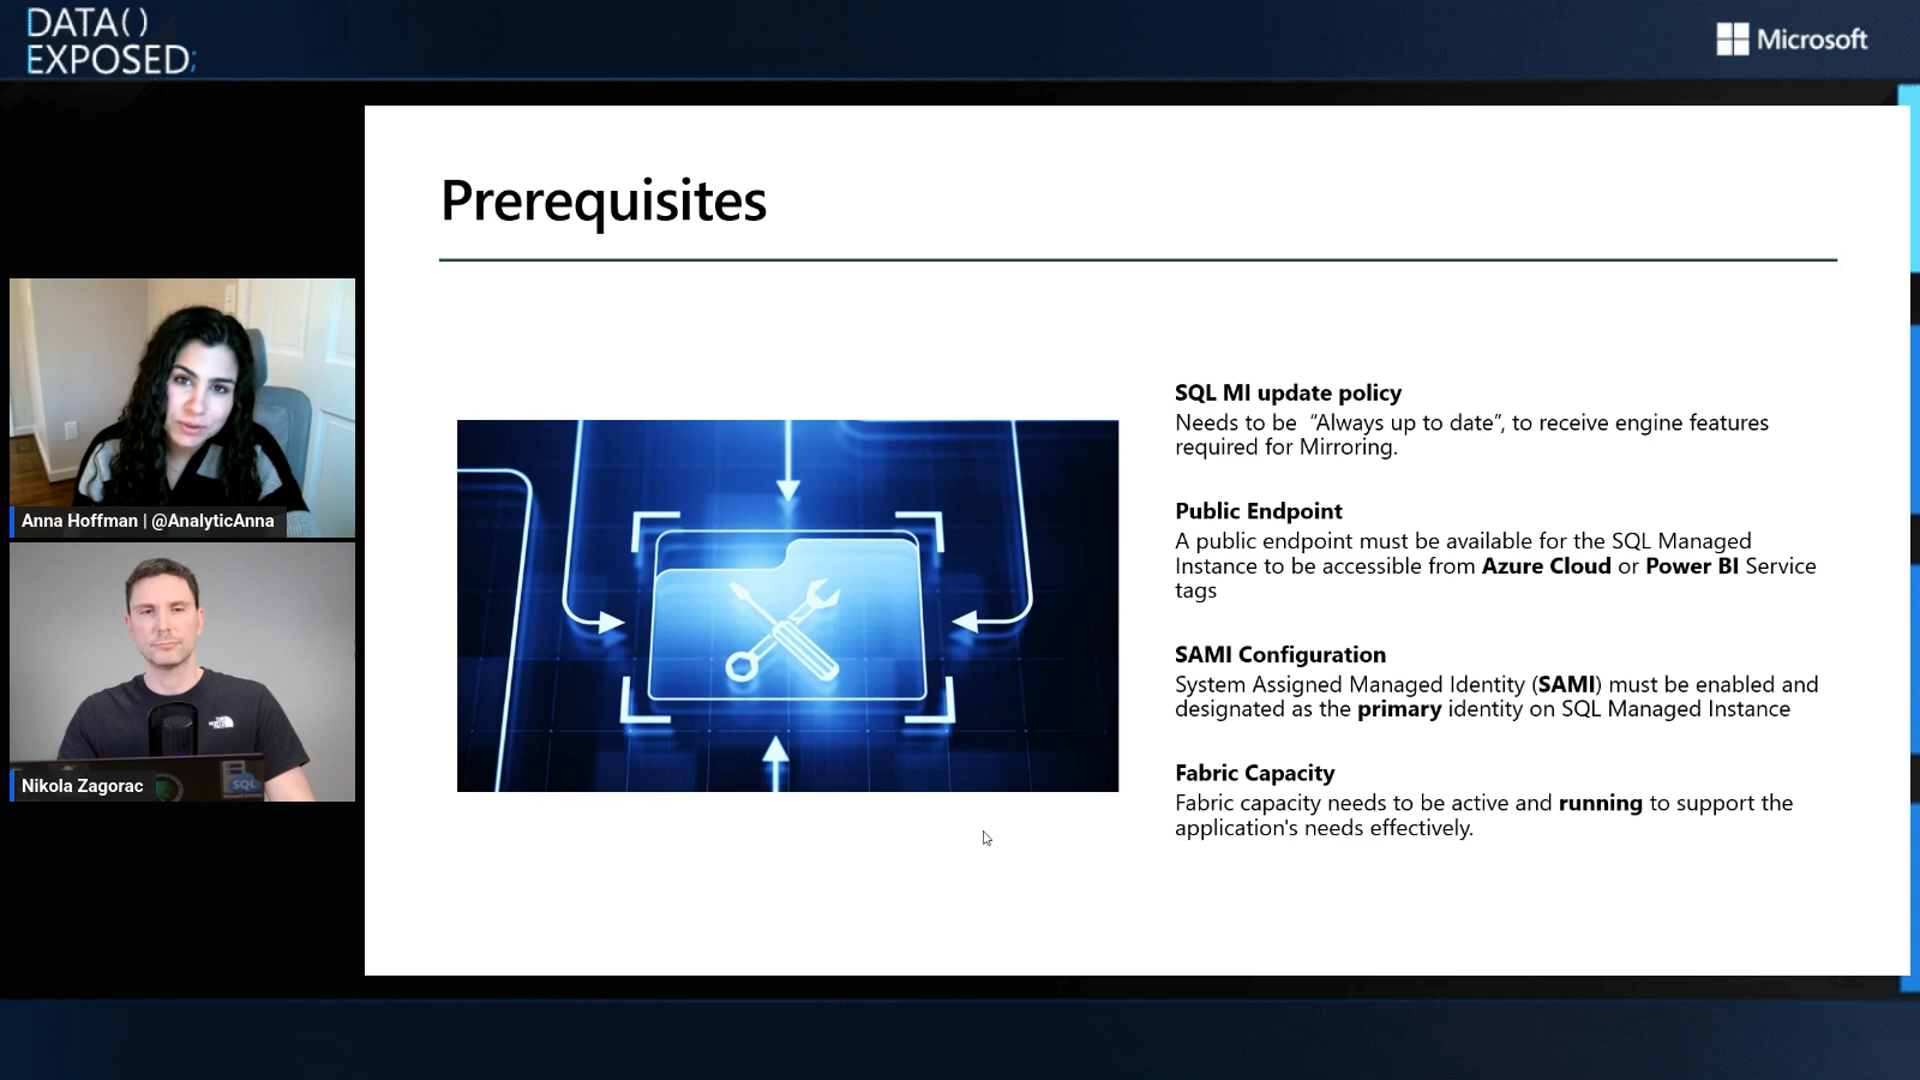 DATA()
EXPOSED;
Microsoft
Prerequisites
SQL MI update policy
Needs to be “Always up to date”, to receive engine features
required for Mirroring.
Public Endpoint
A public endpoint must be available for the SQL Managed
Instance to be accessible from Azure Cloud or Power BI Service
tags
SAMI Configuration
System Assigned Managed Identity (SAMI) must be enabled and
designated as the primary identity on SQL Managed Instance
Fabric Capacity
Fabric capacity needs to be active and running to support the
application's needs effectively.
Anna Hoffman | @AnalyticAnna
THE
NORTH
FACE
SQL
Nikola Zagorac